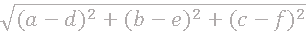 √(a − d)² + (b − e)² + (c − f)²